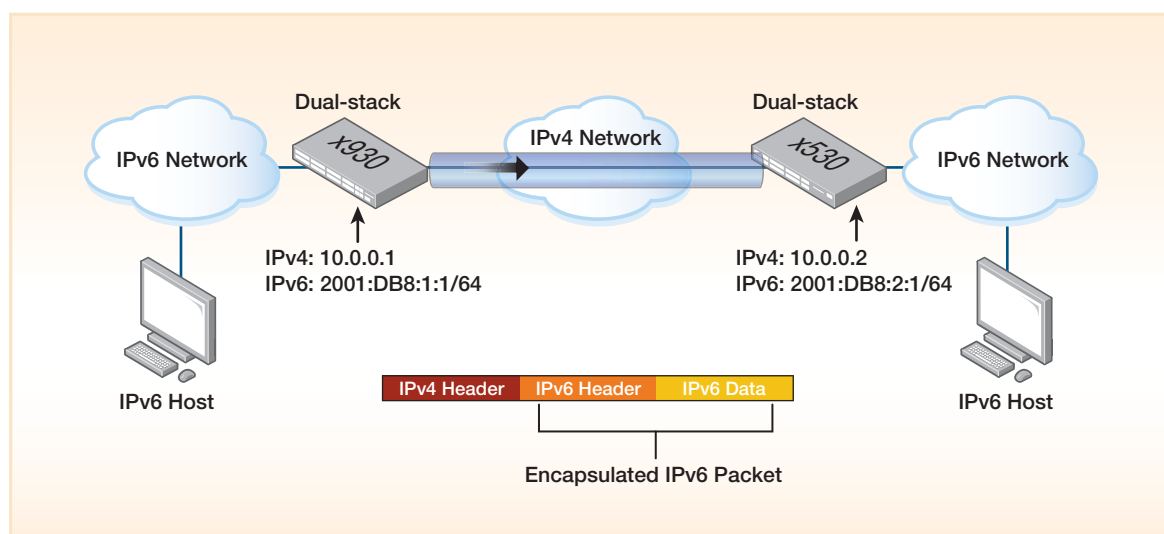 Dual-stack
Dual-stack
IPv6 Network
x930
IPv4 Network
x530
IPv6 Network
IPv4: 10.0.0.1
IPv6: 2001:DB8:1:1/64
IPv4: 10.0.0.2
IPv6: 2001:DB8:2:1/64
IPv6 Host
IPv4 Header IPv6 Header IPv6 Data
IPv6 Host
Encapsulated IPv6 Packet